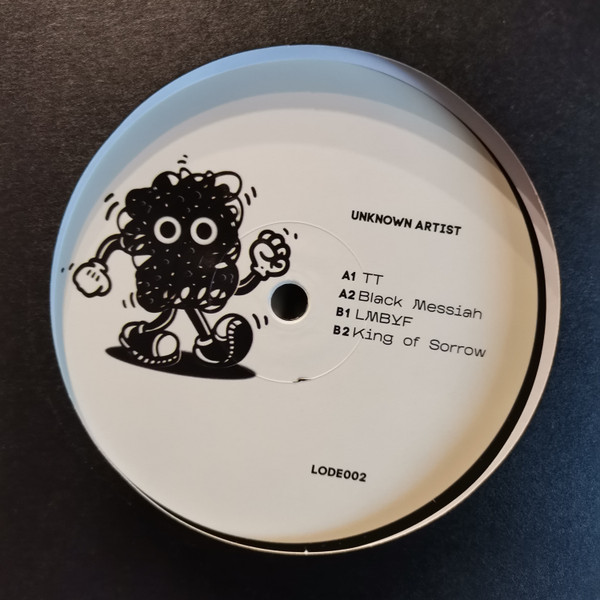 UNKNOWN ARTIST
A1 TT
A2 Black Messiah
B1 LMBYF
B2 King of Sorrow
LODE002